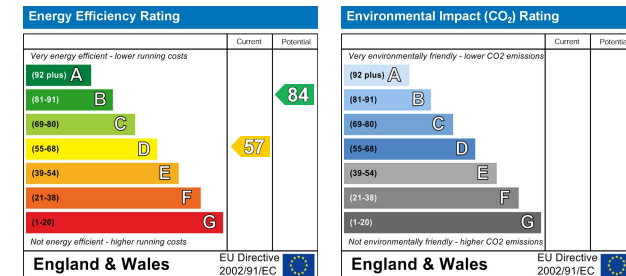 Energy Efficiency Rating
Current Potential
Very energy efficient - lower running costs
(92 plus) A
(81-91) B
84
(69-80) C
(55-68) D
57
(39-54) E
(21-38) F
(1-20) G
Not energy efficient - higher running costs
England & Wales
EU Directive
2002/91/EC
Environmental Impact (CO₂) Rating
Current Potential
Very environmentally friendly - lower CO2 emissions
(92 plus) A
(81-91) B
(69-80) C
(55-68) D
(39-54) E
(21-38) F
(1-20) G
Not environmentally friendly - higher CO2 emissions
England & Wales
EU Directive
2002/91/EC